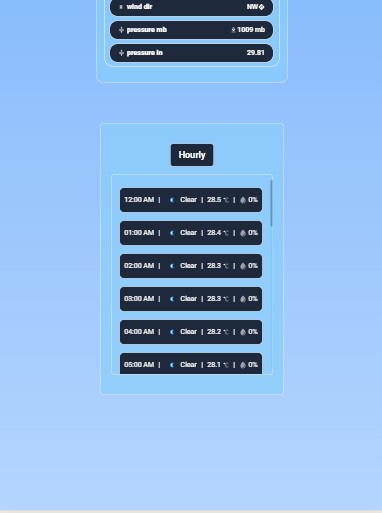 wind dir NW
pressure mb 1009 mb
pressure in 29.81
Hourly
12:00 AM | Clear | 28.5 °C | 0%
01:00 AM | Clear | 28.4 °C | 0%
02:00 AM | Clear | 28.3 °C | 0%
03:00 AM | Clear | 28.3 °C | 0%
04:00 AM | Clear | 28.2 °C | 0%
05:00 AM | Clear | 28.1 °C | 0%